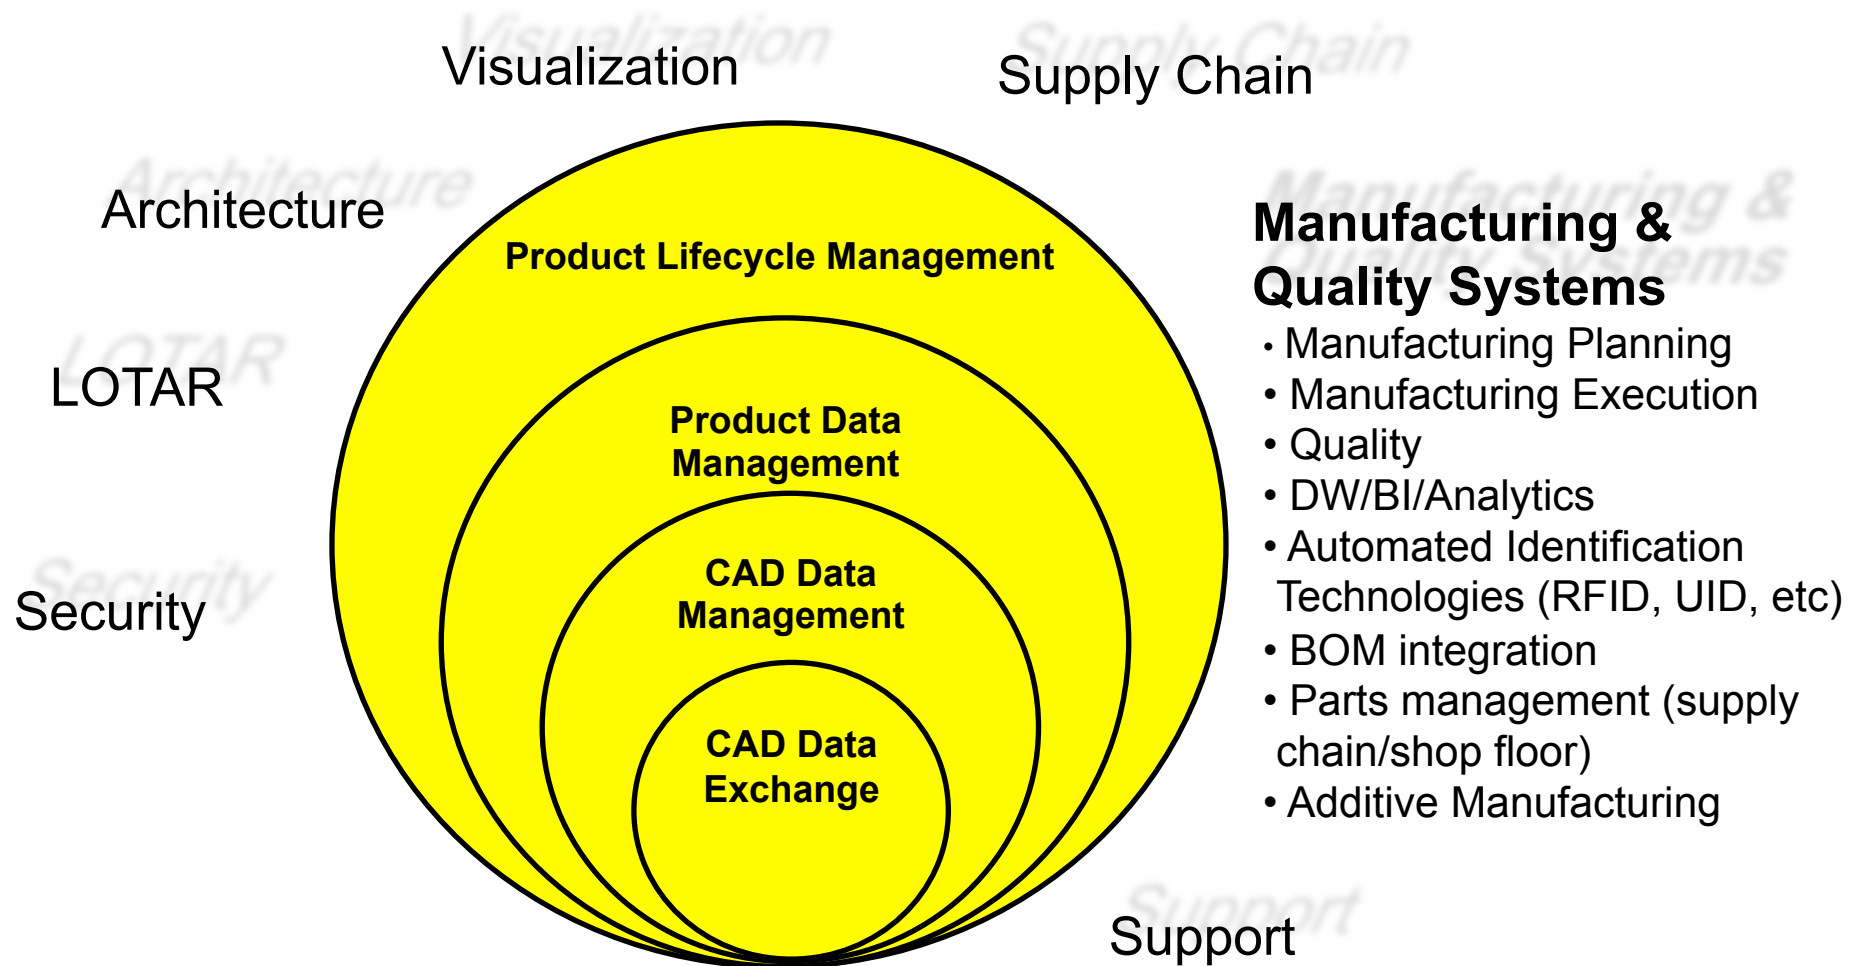 Visualization
Supply Chain
Architecture
Product Lifecycle Management
Manufacturing &
Quality Systems
• Manufacturing Planning
• Manufacturing Execution
• Quality
• DW/BI/Analytics
• Automated Identification
Technologies (RFID, UID, etc)
• BOM integration
• Parts management (supply
chain/shop floor)
• Additive Manufacturing
LOTAR
Product Data
Management
Security
CAD Data
Management
CAD Data
Exchange
Support